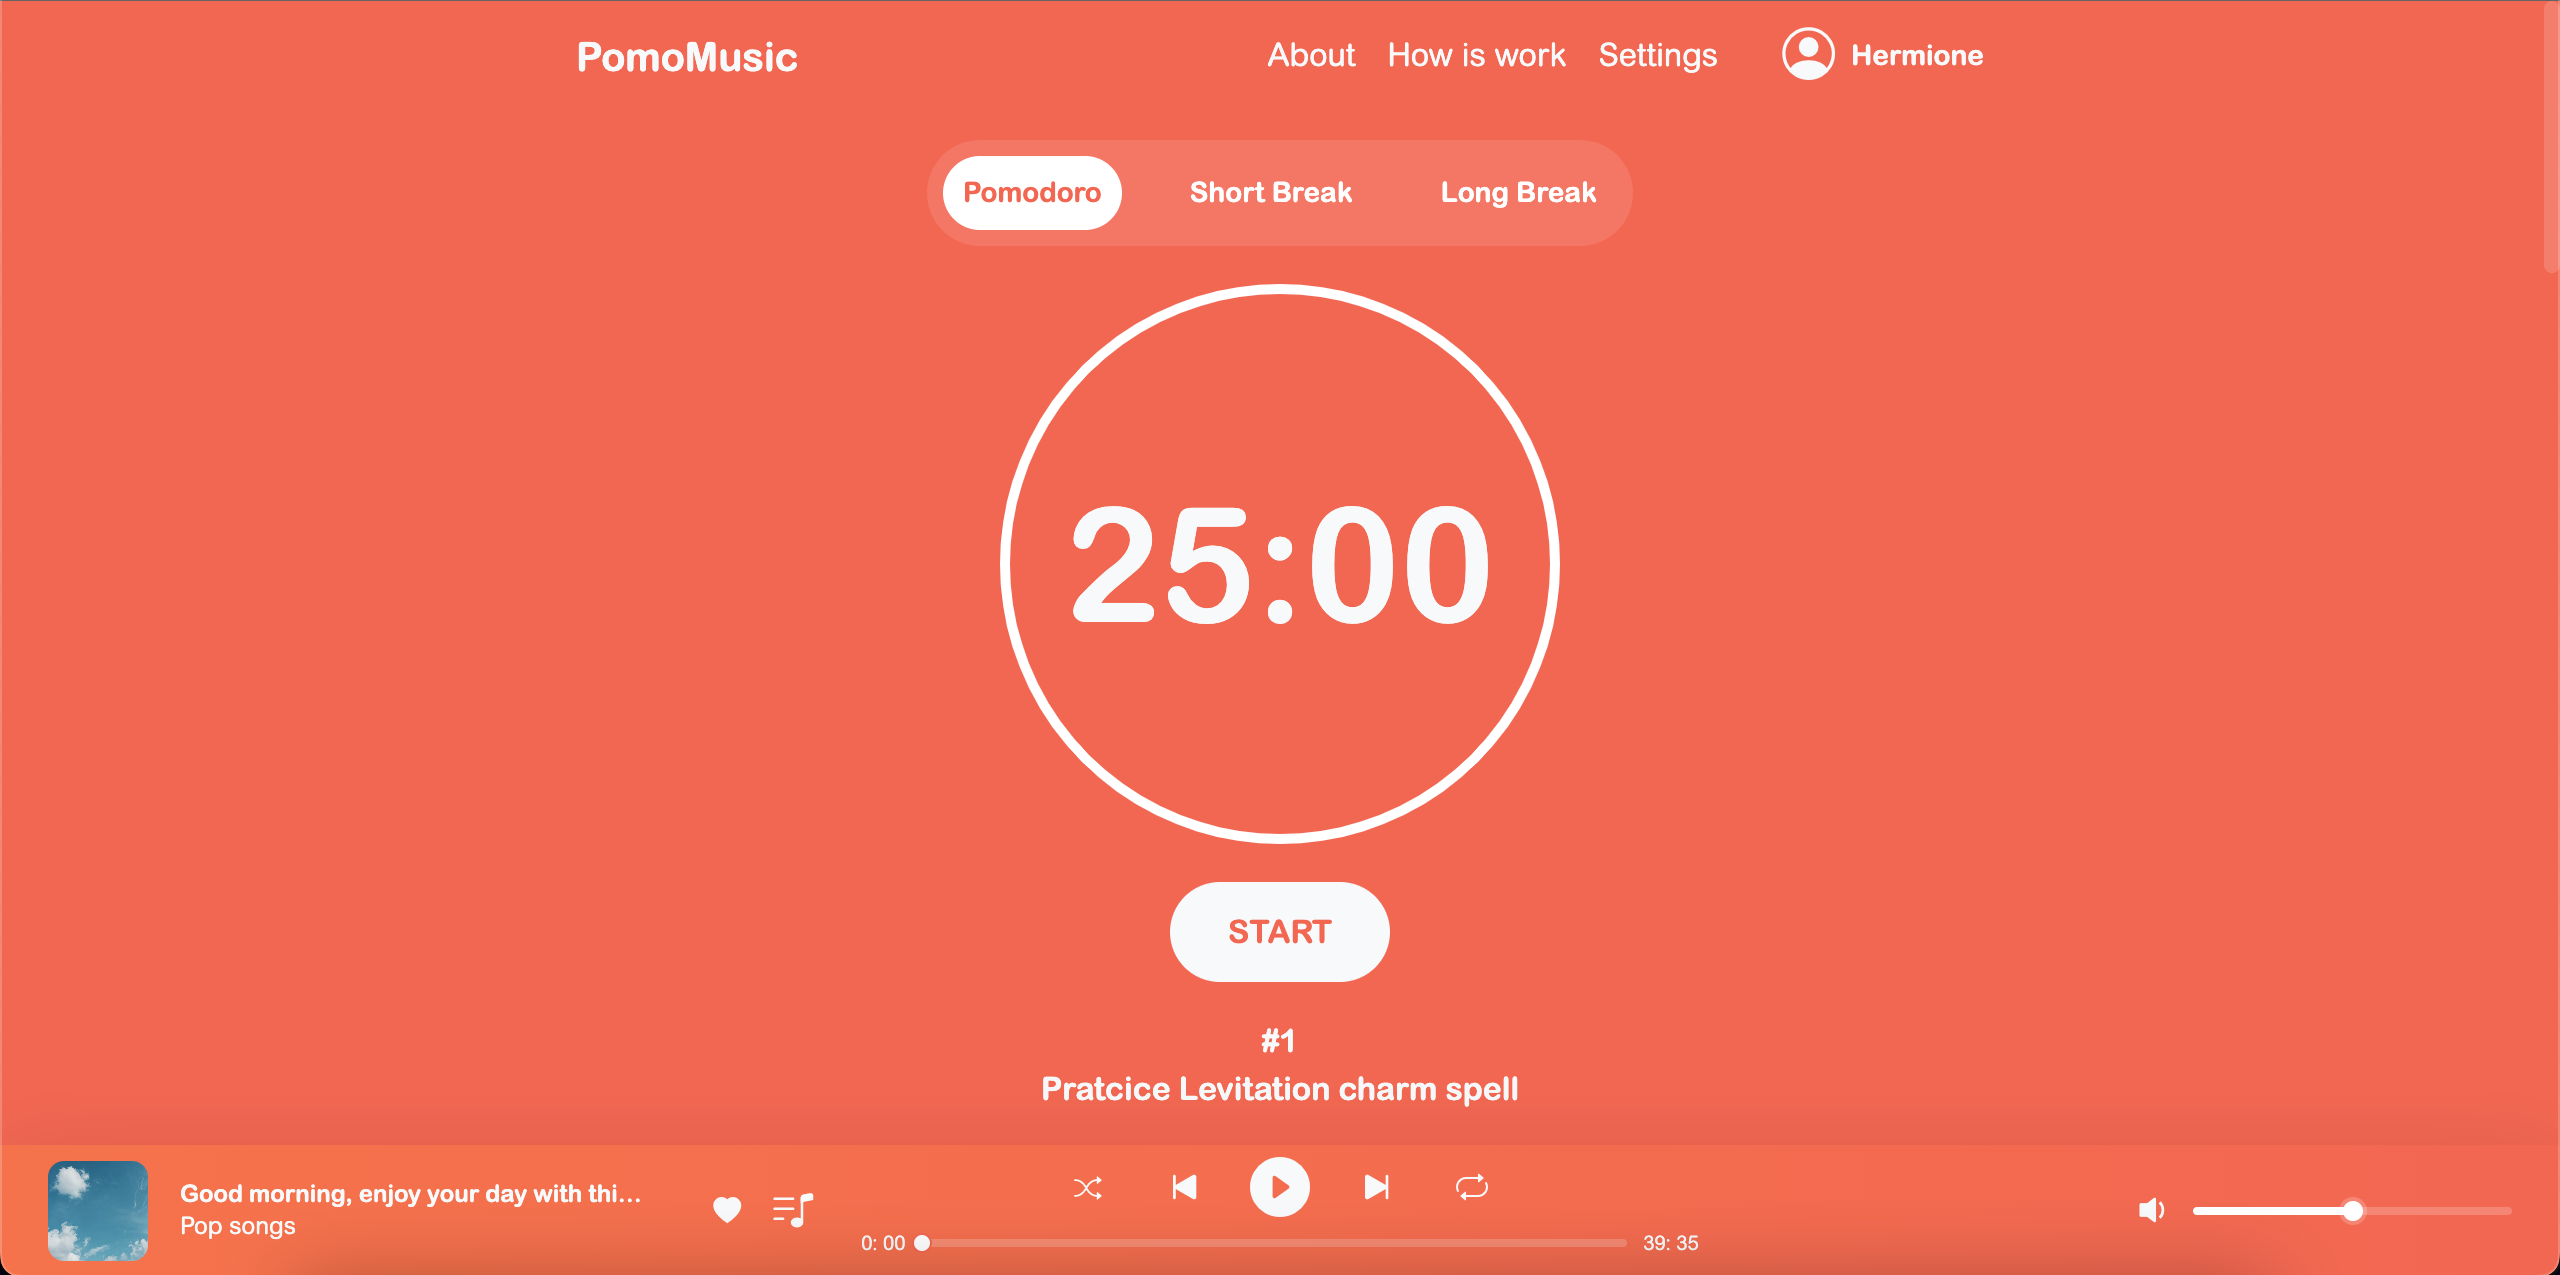 PomoMusic
About How is work Settings Hermione
Pomodoro Short Break Long Break
25:00
START
#1
Pratcice Levitation charm spell
Good morning, enjoy your day with thi...
Pop songs
0: 00 39: 35